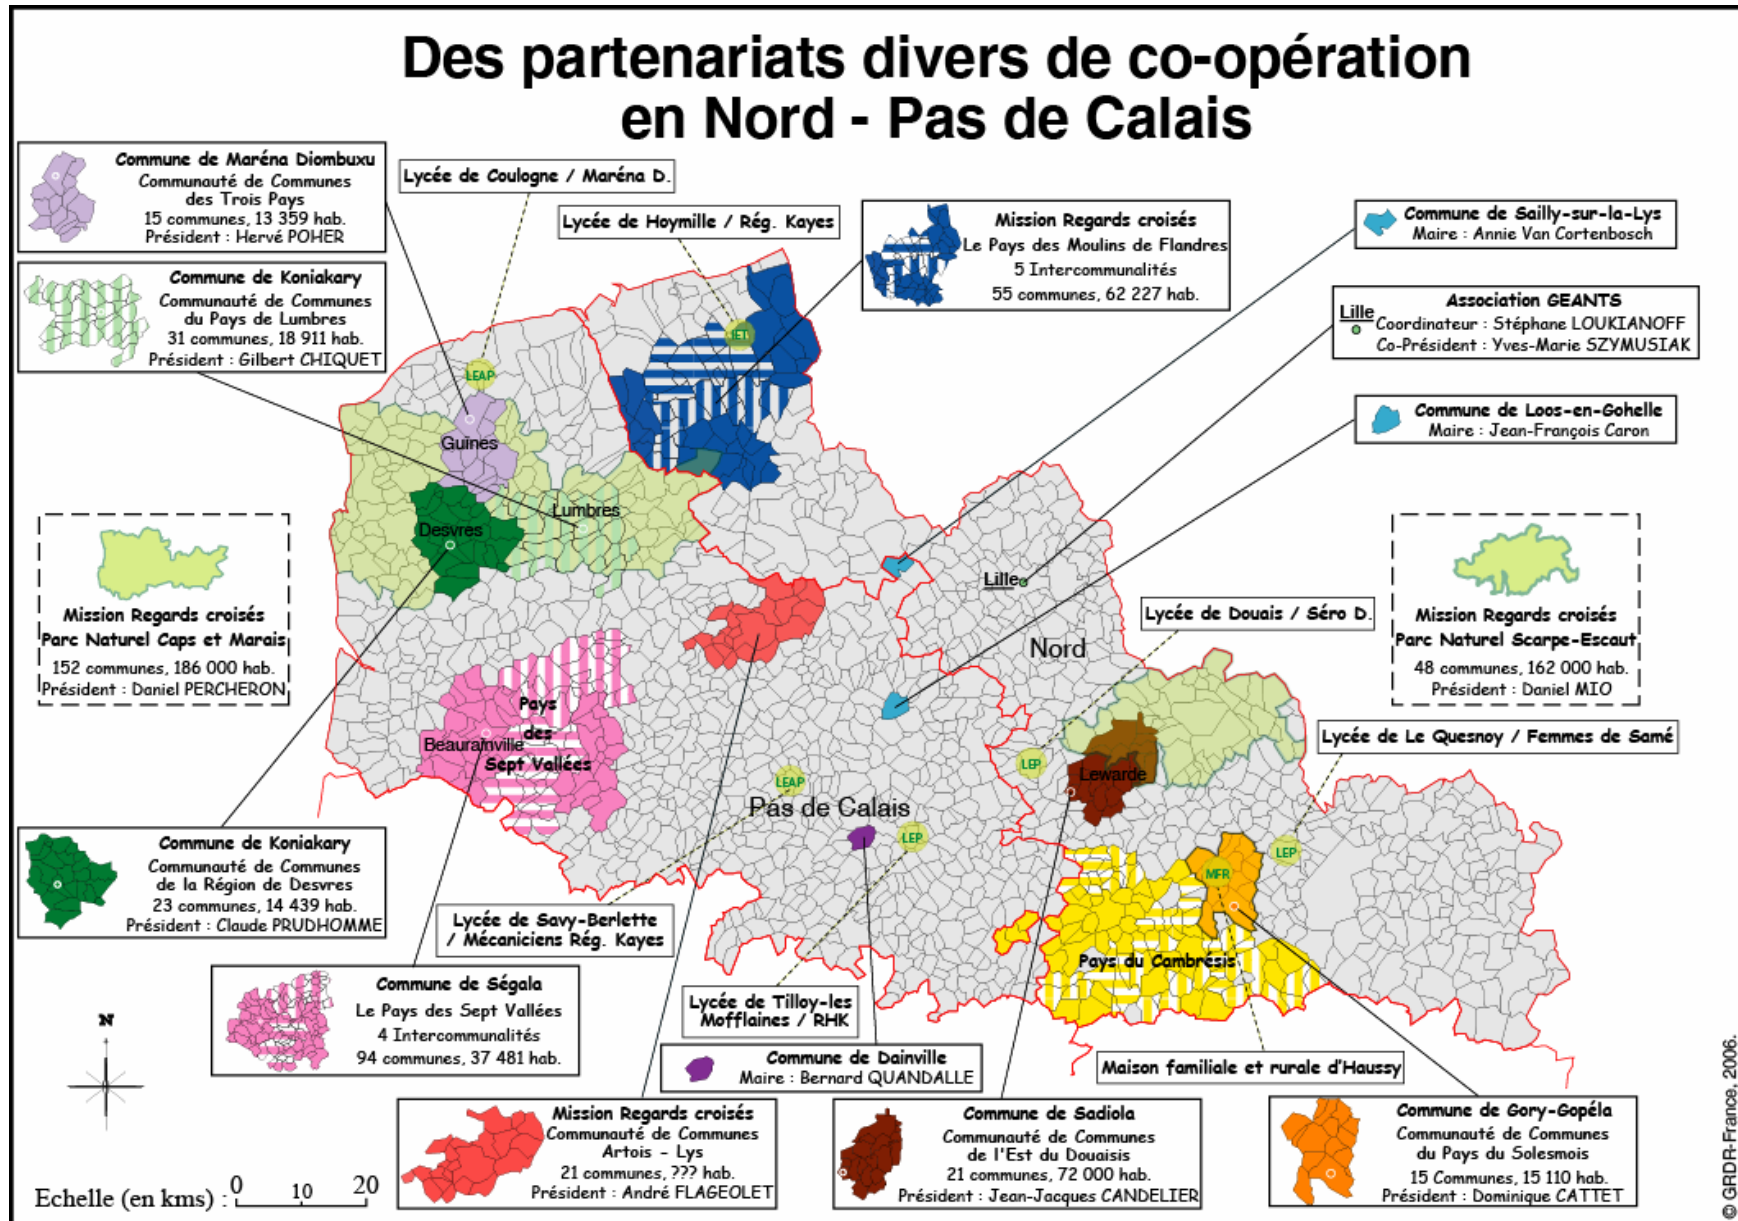 Des partenariats divers de co-opération
en Nord - Pas de Calais
Commune de Maréna Diombuxu
Communauté de Communes
des Trois Pays
15 communes, 13 359 hab.
Président : Hervé POHER
Lycée de Coulogne / Maréna D.
Lycée de Hoymille / Rég. Kayes
Mission Regards croisés
Le Pays des Moulins de Flandres
5 Intercommunalités
55 communes, 62 227 hab.
Commune de Sailly-sur-la-Lys
Maire : Annie Van Cortenbosch
Commune de Koniakary
Communauté de Communes
du Pays de Lumbres
31 communes, 18 911 hab.
Président : Gilbert CHIQUET
Association GEANTS
Lille
Coordinateur : Stéphane LOUKIANOFF
Co-Président : Yves-Marie SZYMUSIAK
Commune de Loos-en-Gohelle
Maire : Jean-François Caron
IET
LEAP
Guînes
Lumbres
Desvres
Mission Regards croisés
Parc Naturel Caps et Marais
152 communes, 186 000 hab.
Président : Daniel PERCHERON
Lille
Nord
Lycée de Douais / Séro D.
Mission Regards croisés
Parc Naturel Scarpe-Escaut
48 communes, 162 000 hab.
Président : Daniel MIO
Lycée de Le Quesnoy / Femmes de Samé
Pays
des
Sept Vallées
Beaurainville
LEAP
Pas de Calais
LEP
LEP
Lewarde
LEP
MFR
Pays du Cambrésis
Commune de Koniakary
Communauté de Communes
de la Région de Desvres
23 communes, 14 439 hab.
Président : Claude PRUDHOMME
Lycée de Savy-Berlette
/ Mécaniciens Rég. Kayes
Commune de Ségala
Le Pays des Sept Vallées
4 Intercommunalités
94 communes, 37 481 hab.
Lycée de Tilloy-les
Mofflaines / RHK
Commune de Dainville
Maire : Bernard QUANDALLE
Maison familiale et rurale d'Haussy
Mission Regards croisés
Communauté de Communes
Artois - Lys
21 communes, ??? hab.
Président : André FLAGEOLET
Commune de Sadiola
Communauté de Communes
de l'Est du Douaisis
21 communes, 72 000 hab.
Président : Jean-Jacques CANDELIER
Commune de Gory-Gopéla
Communauté de Communes
du Pays du Solesmois
15 Communes, 15 110 hab.
Président : Dominique CATTET
N
Echelle (en kms) : 0 10 20
© GRDR-France, 2006.